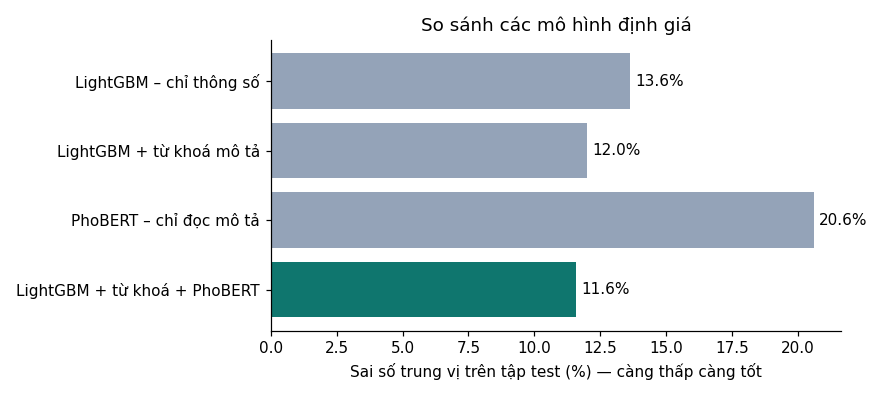 So sánh các mô hình định giá
LightGBM – chỉ thông số
13.6%
LightGBM + từ khoá mô tả
12.0%
PhoBERT – chỉ đọc mô tả
20.6%
LightGBM + từ khoá + PhoBERT
11.6%
0.0 2.5 5.0 7.5 10.0 12.5 15.0 17.5 20.0
Sai số trung vị trên tập test (%) — càng thấp càng tốt